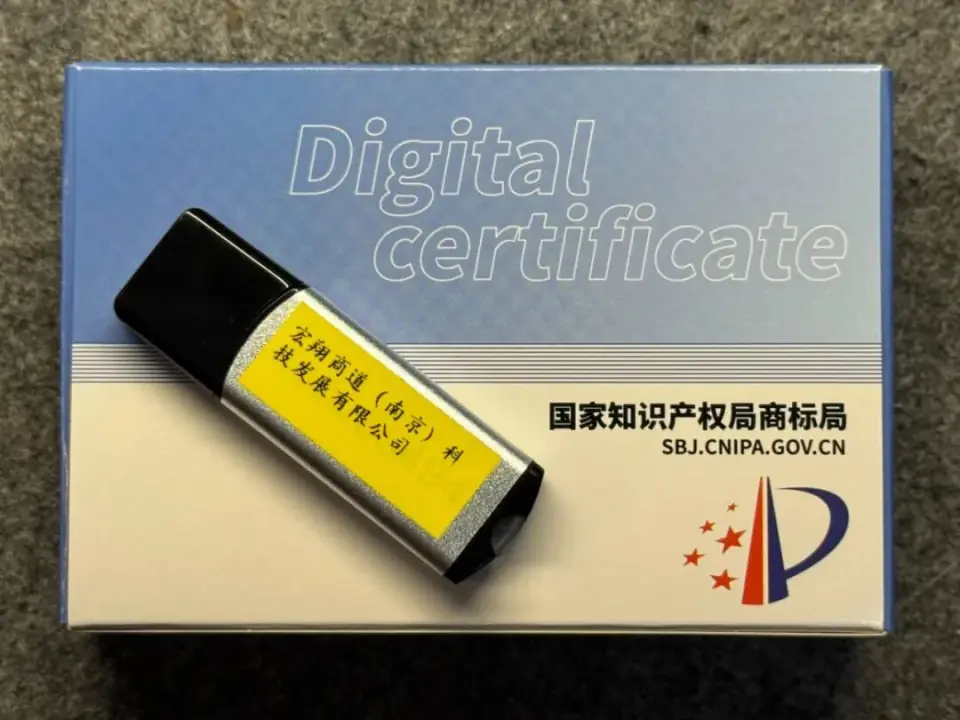 Digital
certificate
宏翔商道（南京）科
技发展有限公司
国家知识产权局商标局
SBJ.CNIPA.GOV.CN